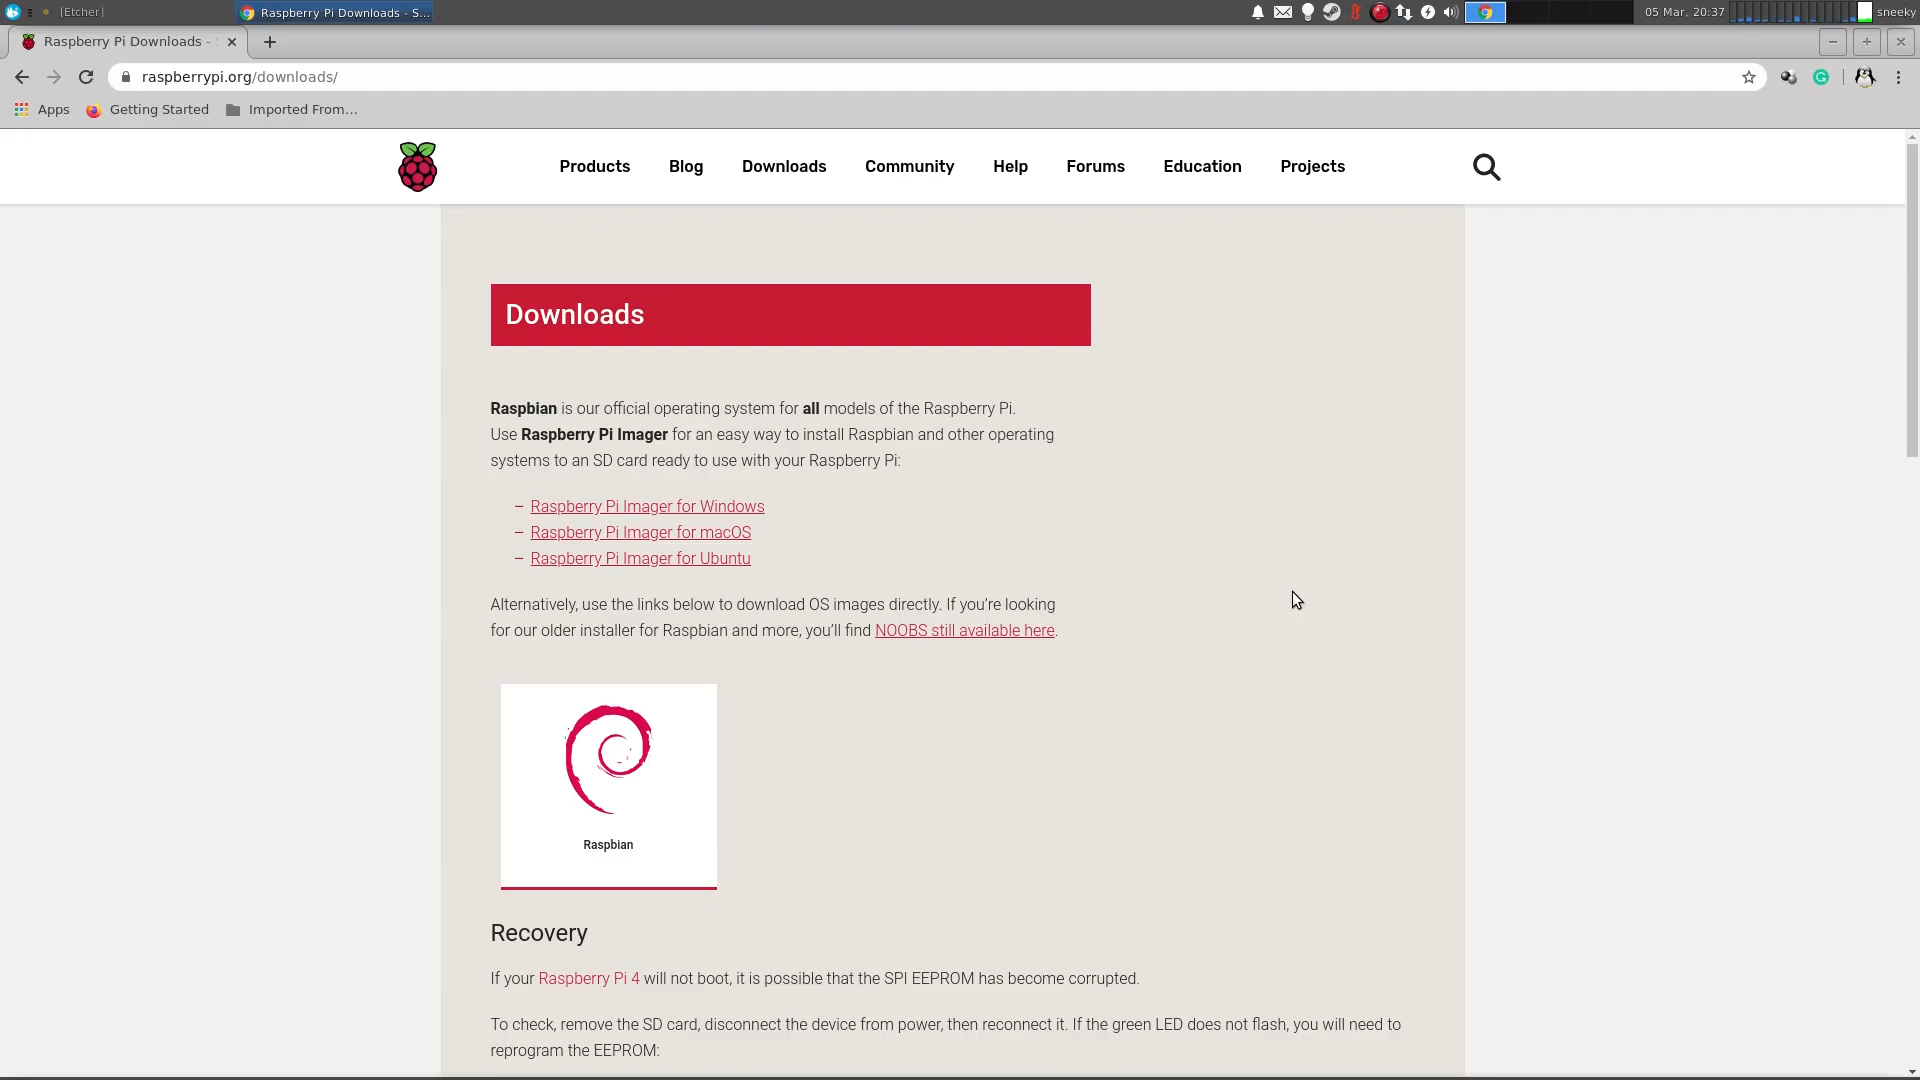 [Etcher]
Raspberry Pi Downloads - S...
05 Mar, 20:37
sneeky
Raspberry Pi Downloads -
raspberrypi.org/downloads/
Apps
Getting Started
Imported From...
Products
Blog
Downloads
Community
Help
Forums
Education
Projects
Downloads
Raspbian is our official operating system for all models of the Raspberry Pi.
Use Raspberry Pi Imager for an easy way to install Raspbian and other operating
systems to an SD card ready to use with your Raspberry Pi:
– Raspberry Pi Imager for Windows
– Raspberry Pi Imager for macOS
– Raspberry Pi Imager for Ubuntu
Alternatively, use the links below to download OS images directly. If you’re looking
for our older installer for Raspbian and more, you’ll find NOOBS still available here.
Raspbian
Recovery
If your Raspberry Pi 4 will not boot, it is possible that the SPI EEPROM has become corrupted.
To check, remove the SD card, disconnect the device from power, then reconnect it. If the green LED does not flash, you will need to
reprogram the EEPROM: